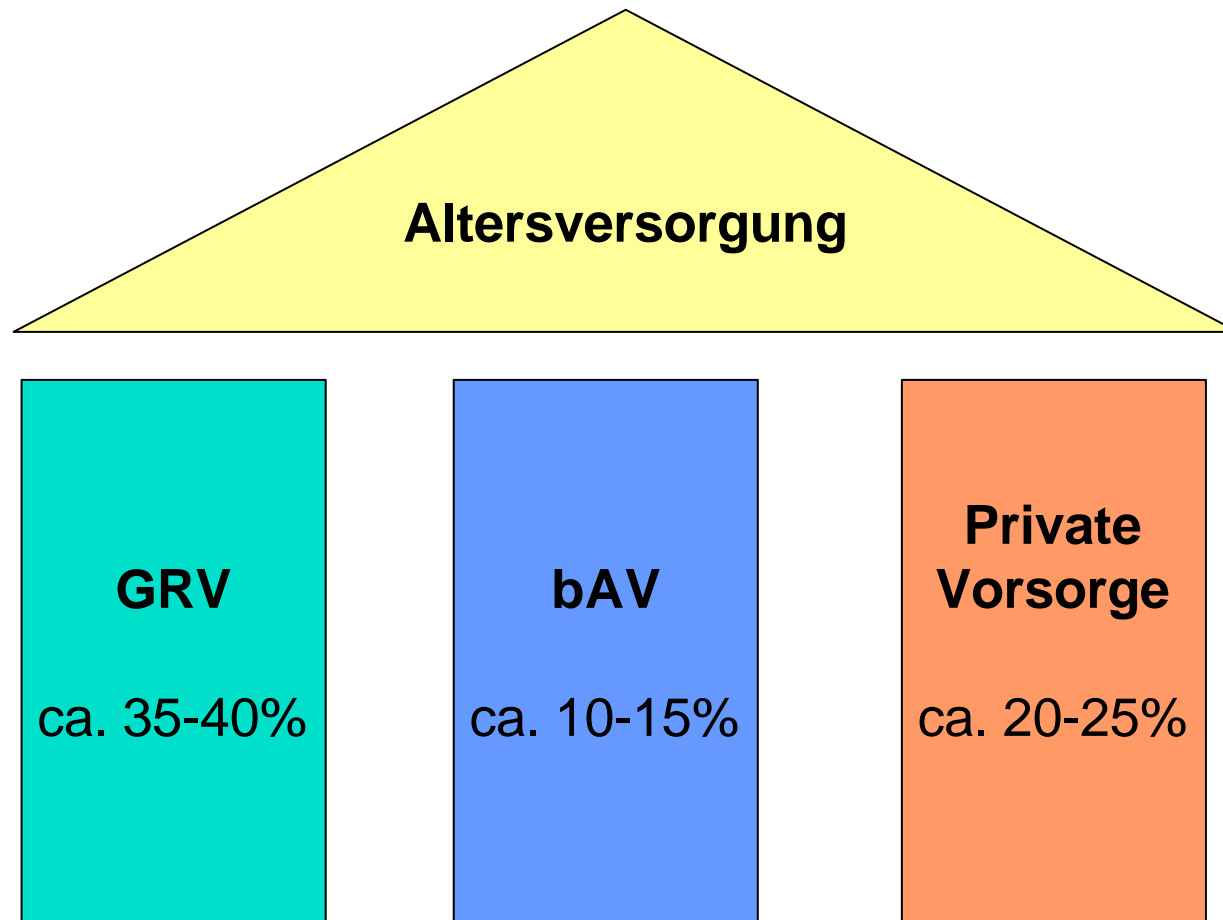 Altersversorgung
GRV
ca. 35-40%
bAV
ca. 10-15%
Private
Vorsorge
ca. 20-25%